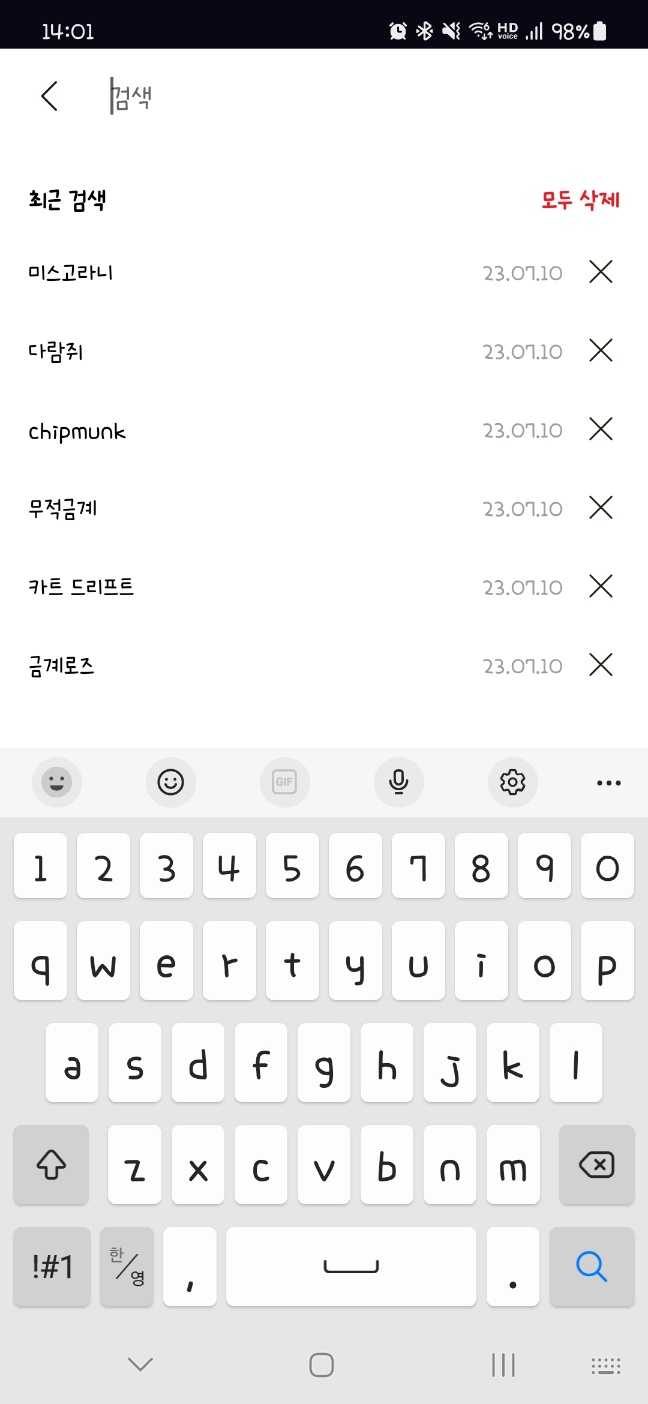 14:01 HD voice 98%
검색
최근 검색 모두 삭제
미스고라니 23.07.10
다람쥐 23.07.10
chipmunk 23.07.10
무적금계 23.07.10
카트 드리프트 23.07.10
금계로즈 23.07.10
GIF
1 2 3 4 5 6 7 8 9 0
q w e r t y u i o p
a s d f g h j k l
z x c v b n m
!#1 한/영 , .